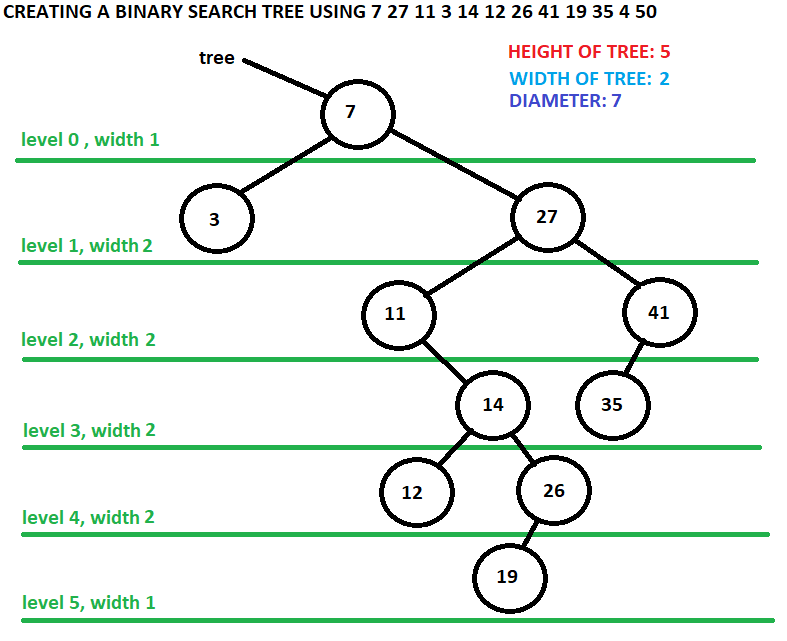 CREATING A BINARY SEARCH TREE USING 7 27 11 3 14 12 26 41 19 35 4 50
HEIGHT OF TREE: 5
tree
WIDTH OF TREE: 2
DIAMETER: 7
7
level 0 , width 1
3
27
level 1, width 2
11
41
level 2, width 2
14
35
level 3, width 2
12
26
level 4, width 2
19
level 5, width 1